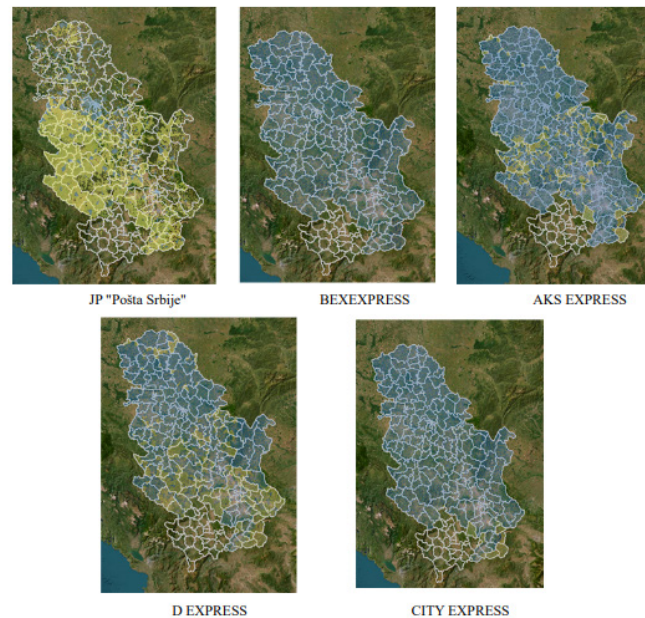 JP "Pošta Srbije"
BEXEXPRESS
AKS EXPRESS
D EXPRESS
CITY EXPRESS